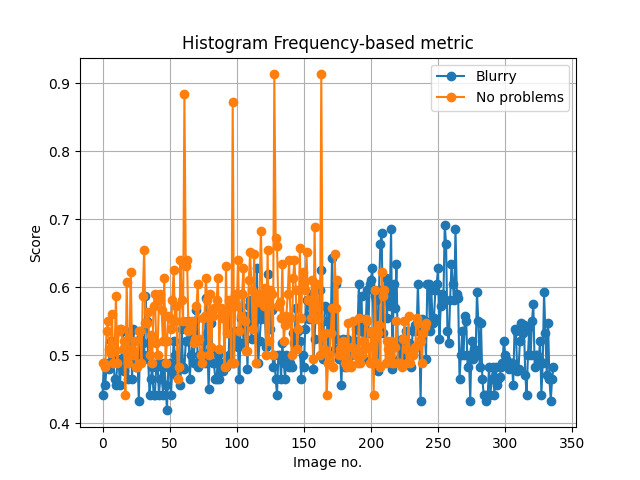 Histogram Frequency-based metric
Blurry
No problems
0.9
0.8
0.7
0.6
0.5
0.4
Score
0 50 100 150 200 250 300 350
Image no.